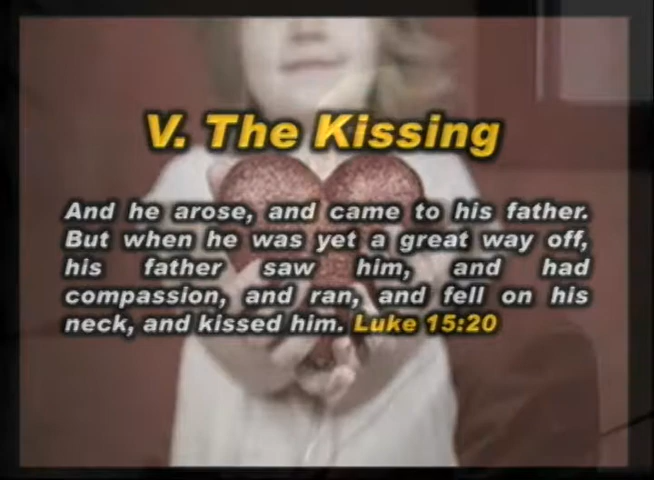 V. The Kissing
And he arose, and came to his father.
But when he was yet a great way off,
his father saw him, and had
compassion, and ran, and fell on his
neck, and kissed him. Luke 15:20